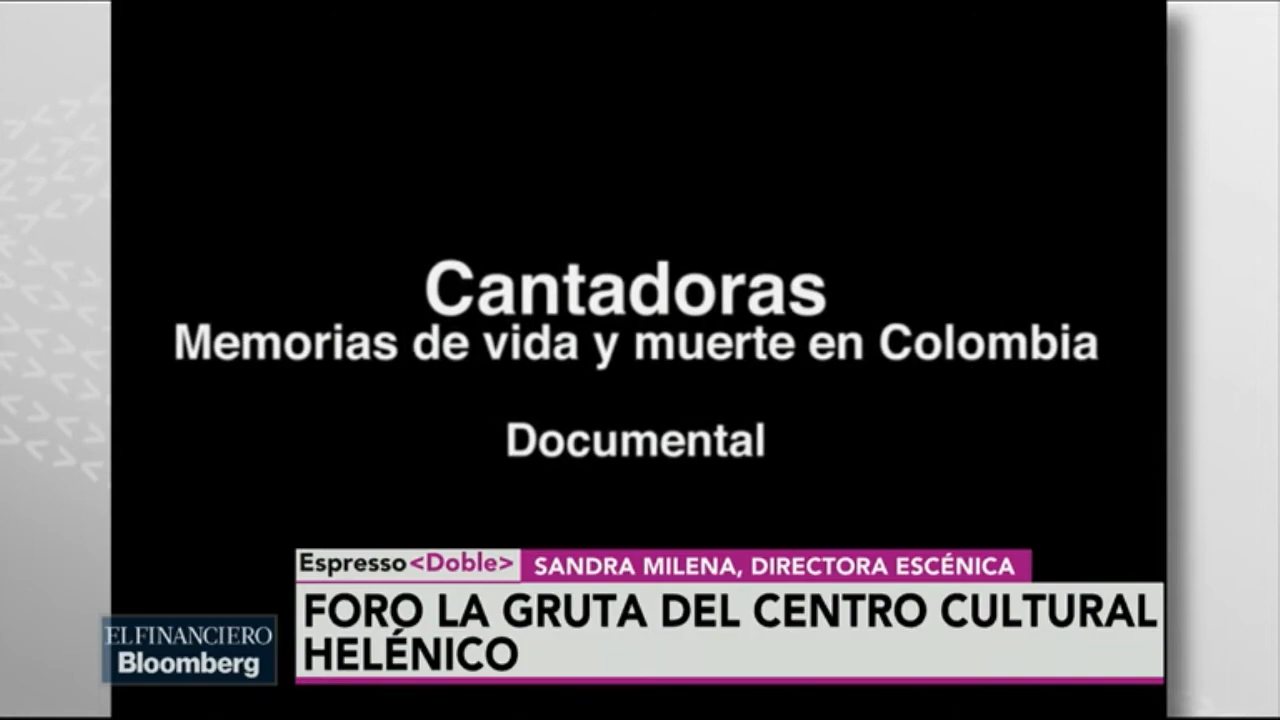 Cantadoras
Memorias de vida y muerte en Colombia
Documental
Espresso <Doble>
SANDRA MILENA, DIRECTORA ESCÉNICA
FORO LA GRUTA DEL CENTRO CULTURAL
HELÉNICO
EL FINANCIERO
Bloomberg